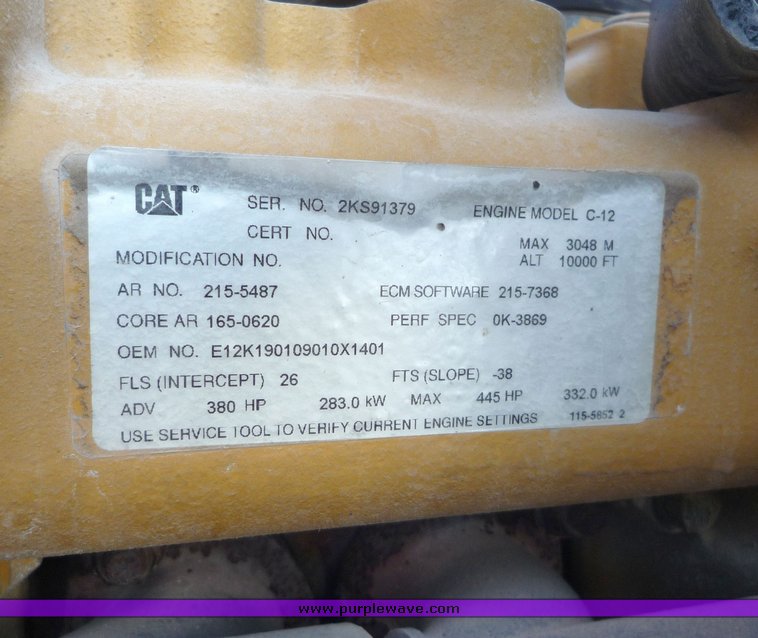 CAT® SER. NO. 2KS91379 ENGINE MODEL C-12
CERT NO. MAX 3048 M
MODIFICATION NO. ALT 10000 FT
AR NO. 215-5487 ECM SOFTWARE 215-7368
CORE AR 165-0620 PERF SPEC 0K-3869
OEM NO. E12K190109010X1401
FLS (INTERCEPT) 26 FTS (SLOPE) -38
ADV 380 HP 283.0 kW MAX 445 HP 332.0 kW
USE SERVICE TOOL TO VERIFY CURRENT ENGINE SETTINGS 115-5852 2
www.purplewave.com